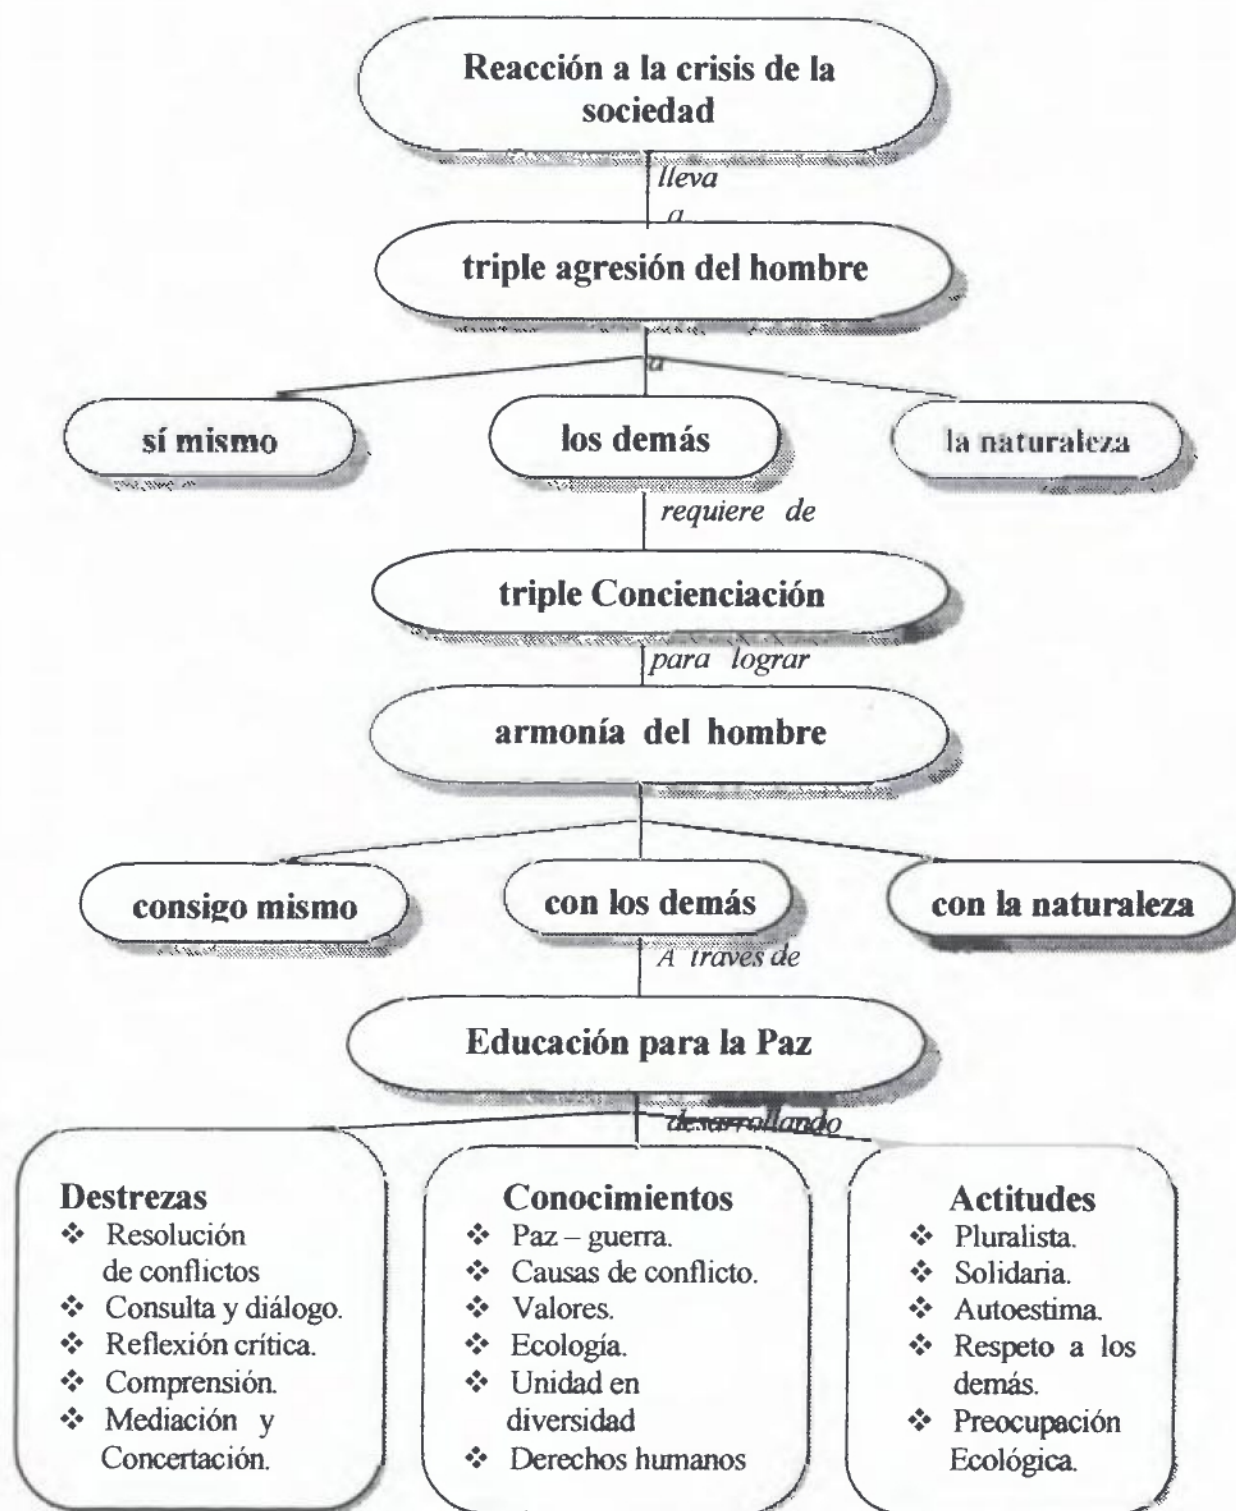 Reacción a la crisis de la
sociedad
lleva
a
triple agresión del hombre
a
sí mismo
los demás
la naturaleza
requiere de
triple Concienciación
para lograr
armonía del hombre
consigo mismo
con los demás
con la naturaleza
A traves de
Educación para la Paz
desarrollando
Destrezas
❖ Resolución
de conflictos
❖ Consulta y diálogo.
❖ Reflexión crítica.
❖ Comprensión.
❖ Mediación y
Concertación.
Conocimientos
❖ Paz – guerra.
❖ Causas de conflicto.
❖ Valores.
❖ Ecología.
❖ Unidad en
diversidad
❖ Derechos humanos
Actitudes
❖ Pluralista.
❖ Solidaria.
❖ Autoestima.
❖ Respeto a los
demás.
❖ Preocupación
Ecológica.